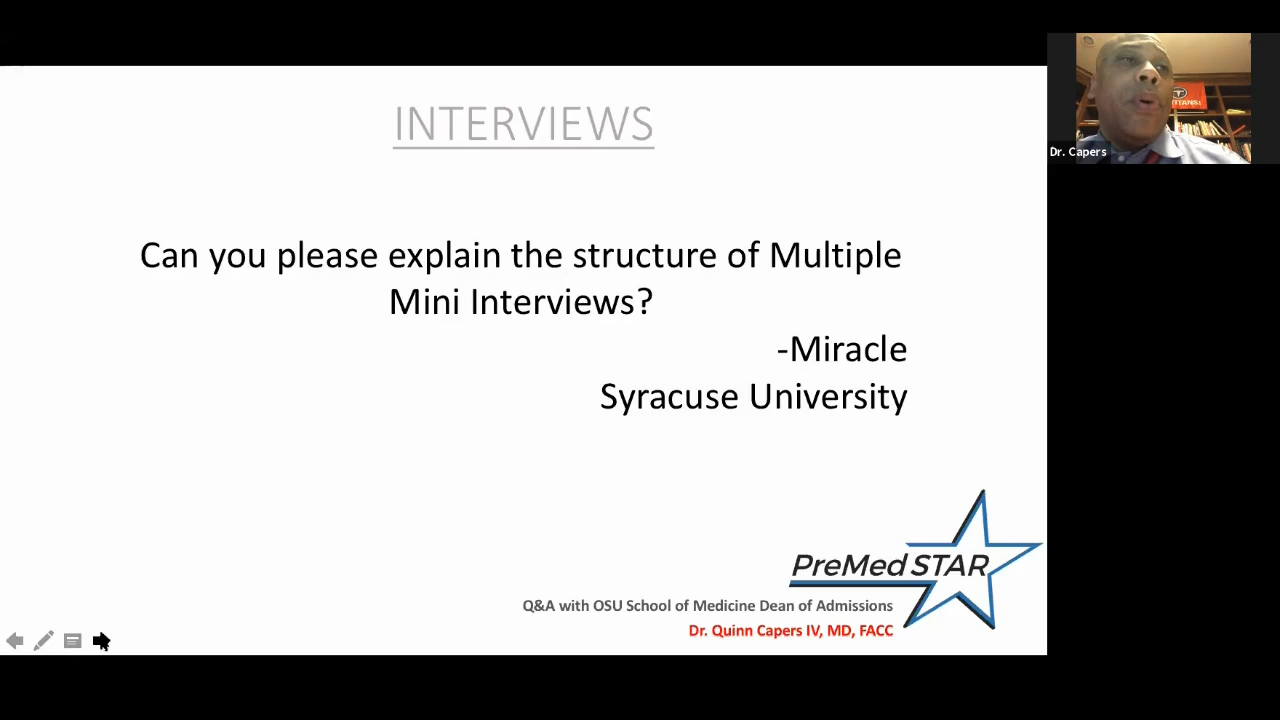 INTERVIEWS
Can you please explain the structure of Multiple
Mini Interviews?
-Miracle
Syracuse University
PreMed STAR
Q&A with OSU School of Medicine Dean of Admissions
Dr. Quinn Capers IV, MD, FACC
Dr. Capers
TITANS